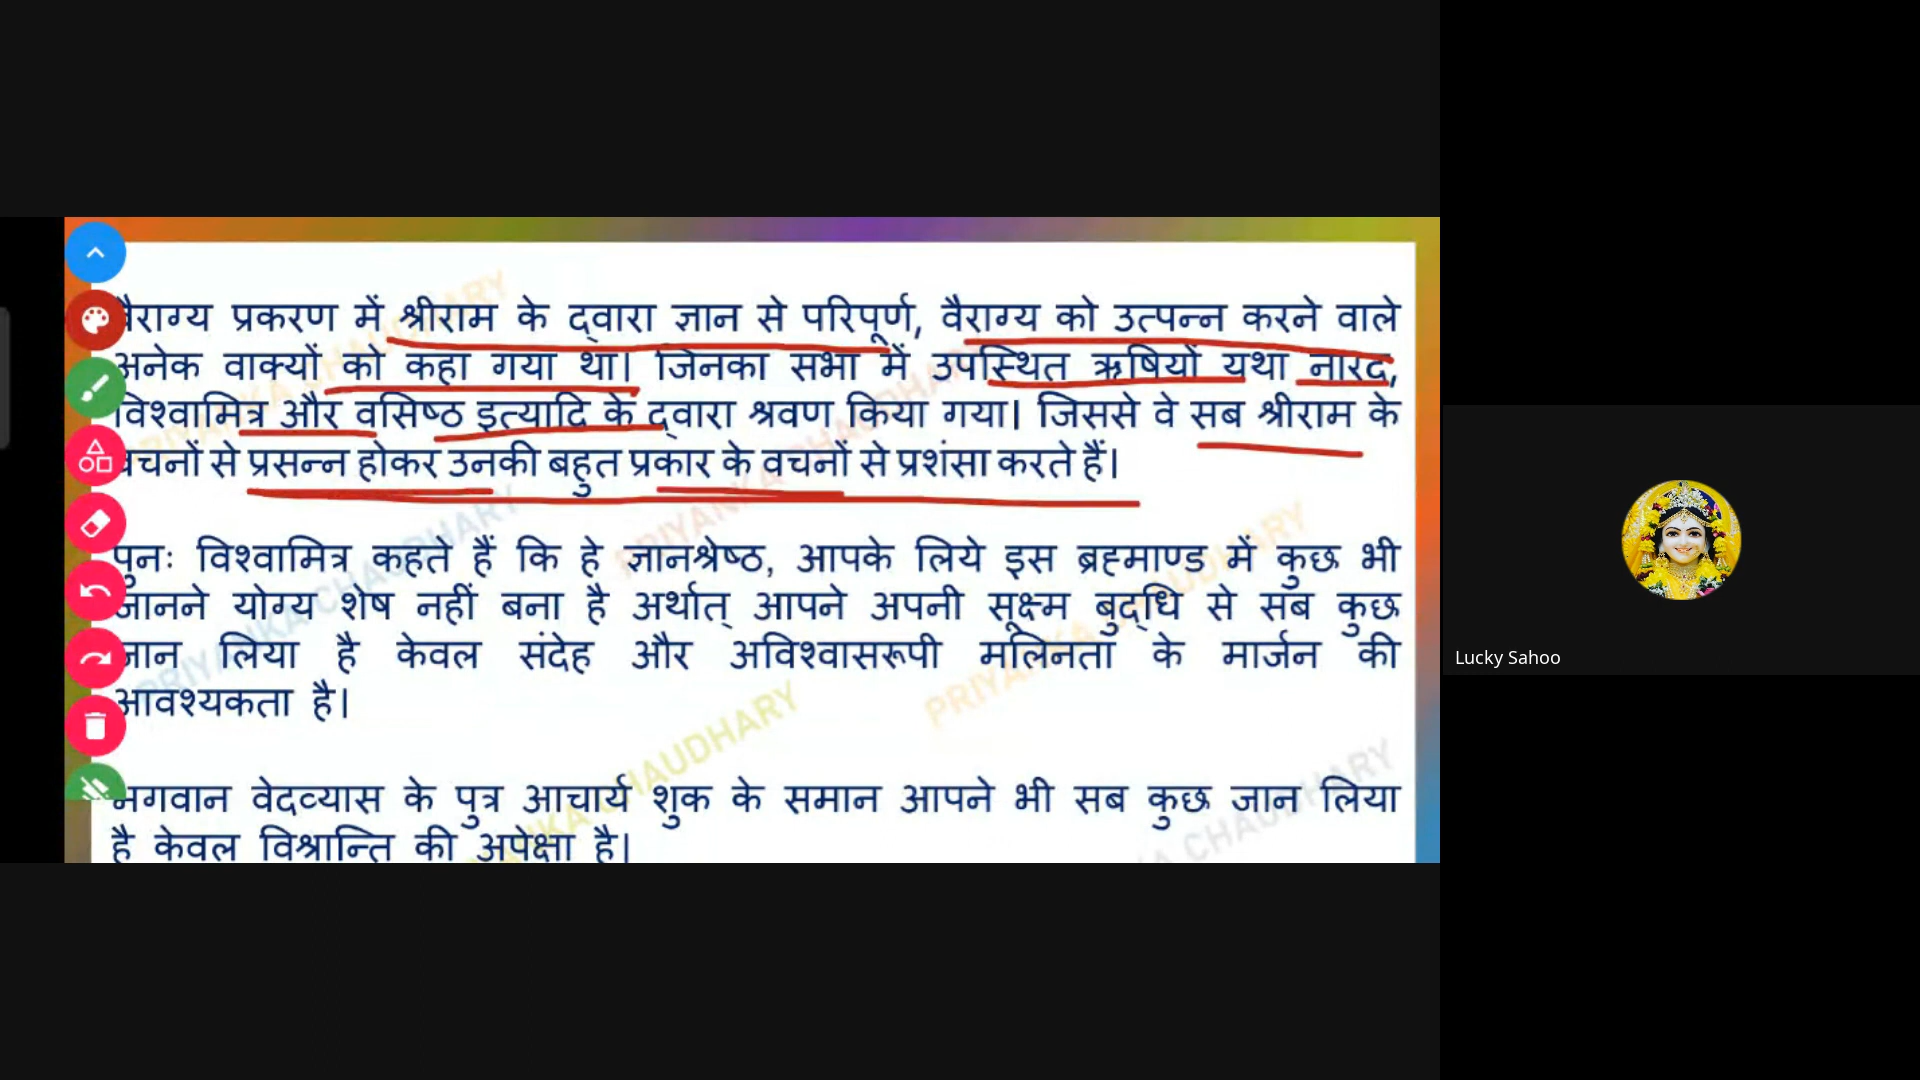 वैराग्य प्रकरण में श्रीराम के द्वारा ज्ञान से परिपूर्ण, वैराग्य को उत्पन्न करने वाले
अनेक वाक्यों को कहा गया था। जिनका सभा में उपस्थित ऋषियों यथा नारद,
विश्वामित्र और वसिष्ठ इत्यादि के द्वारा श्रवण किया गया। जिससे वे सब श्रीराम के
वचनों से प्रसन्न होकर उनकी बहुत प्रकार के वचनों से प्रशंसा करते हैं।
पुनः विश्वामित्र कहते हैं कि हे ज्ञानश्रेष्ठ, आपके लिये इस ब्रह्माण्ड में कुछ भी
जानने योग्य शेष नहीं बना है अर्थात् आपने अपनी सूक्ष्म बुद्धि से सब कुछ
जान लिया है केवल संदेह और अविश्वासरूपी मलिनता के मार्जन की
आवश्यकता है।
भगवान वेदव्यास के पुत्र आचार्य शुक के समान आपने भी सब कुछ जान लिया
है केवल विश्रान्ति की अपेक्षा है।
PRIYANKA CHAUDHARY
Lucky Sahoo